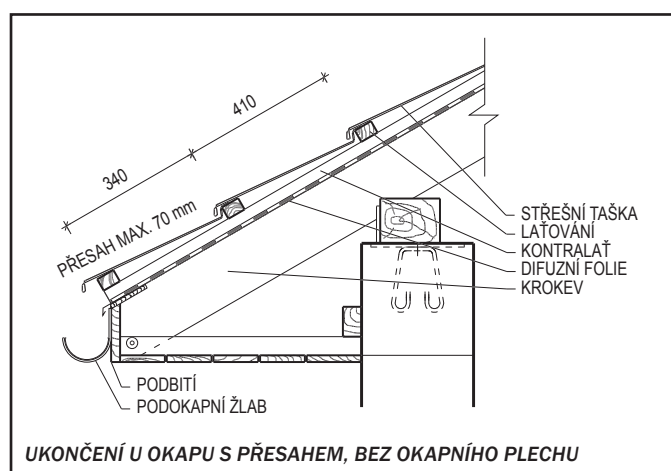 410
340
PŘESAH MAX. 70 mm
STŘEŠNÍ TAŠKA
LAŤOVÁNÍ
KONTRALAŤ
DIFUZNÍ FOLIE
KROKEV
PODBITÍ
PODOKAPNÍ ŽLAB
UKONČENÍ U OKAPU S PŘESAHEM, BEZ OKAPNÍHO PLECHU